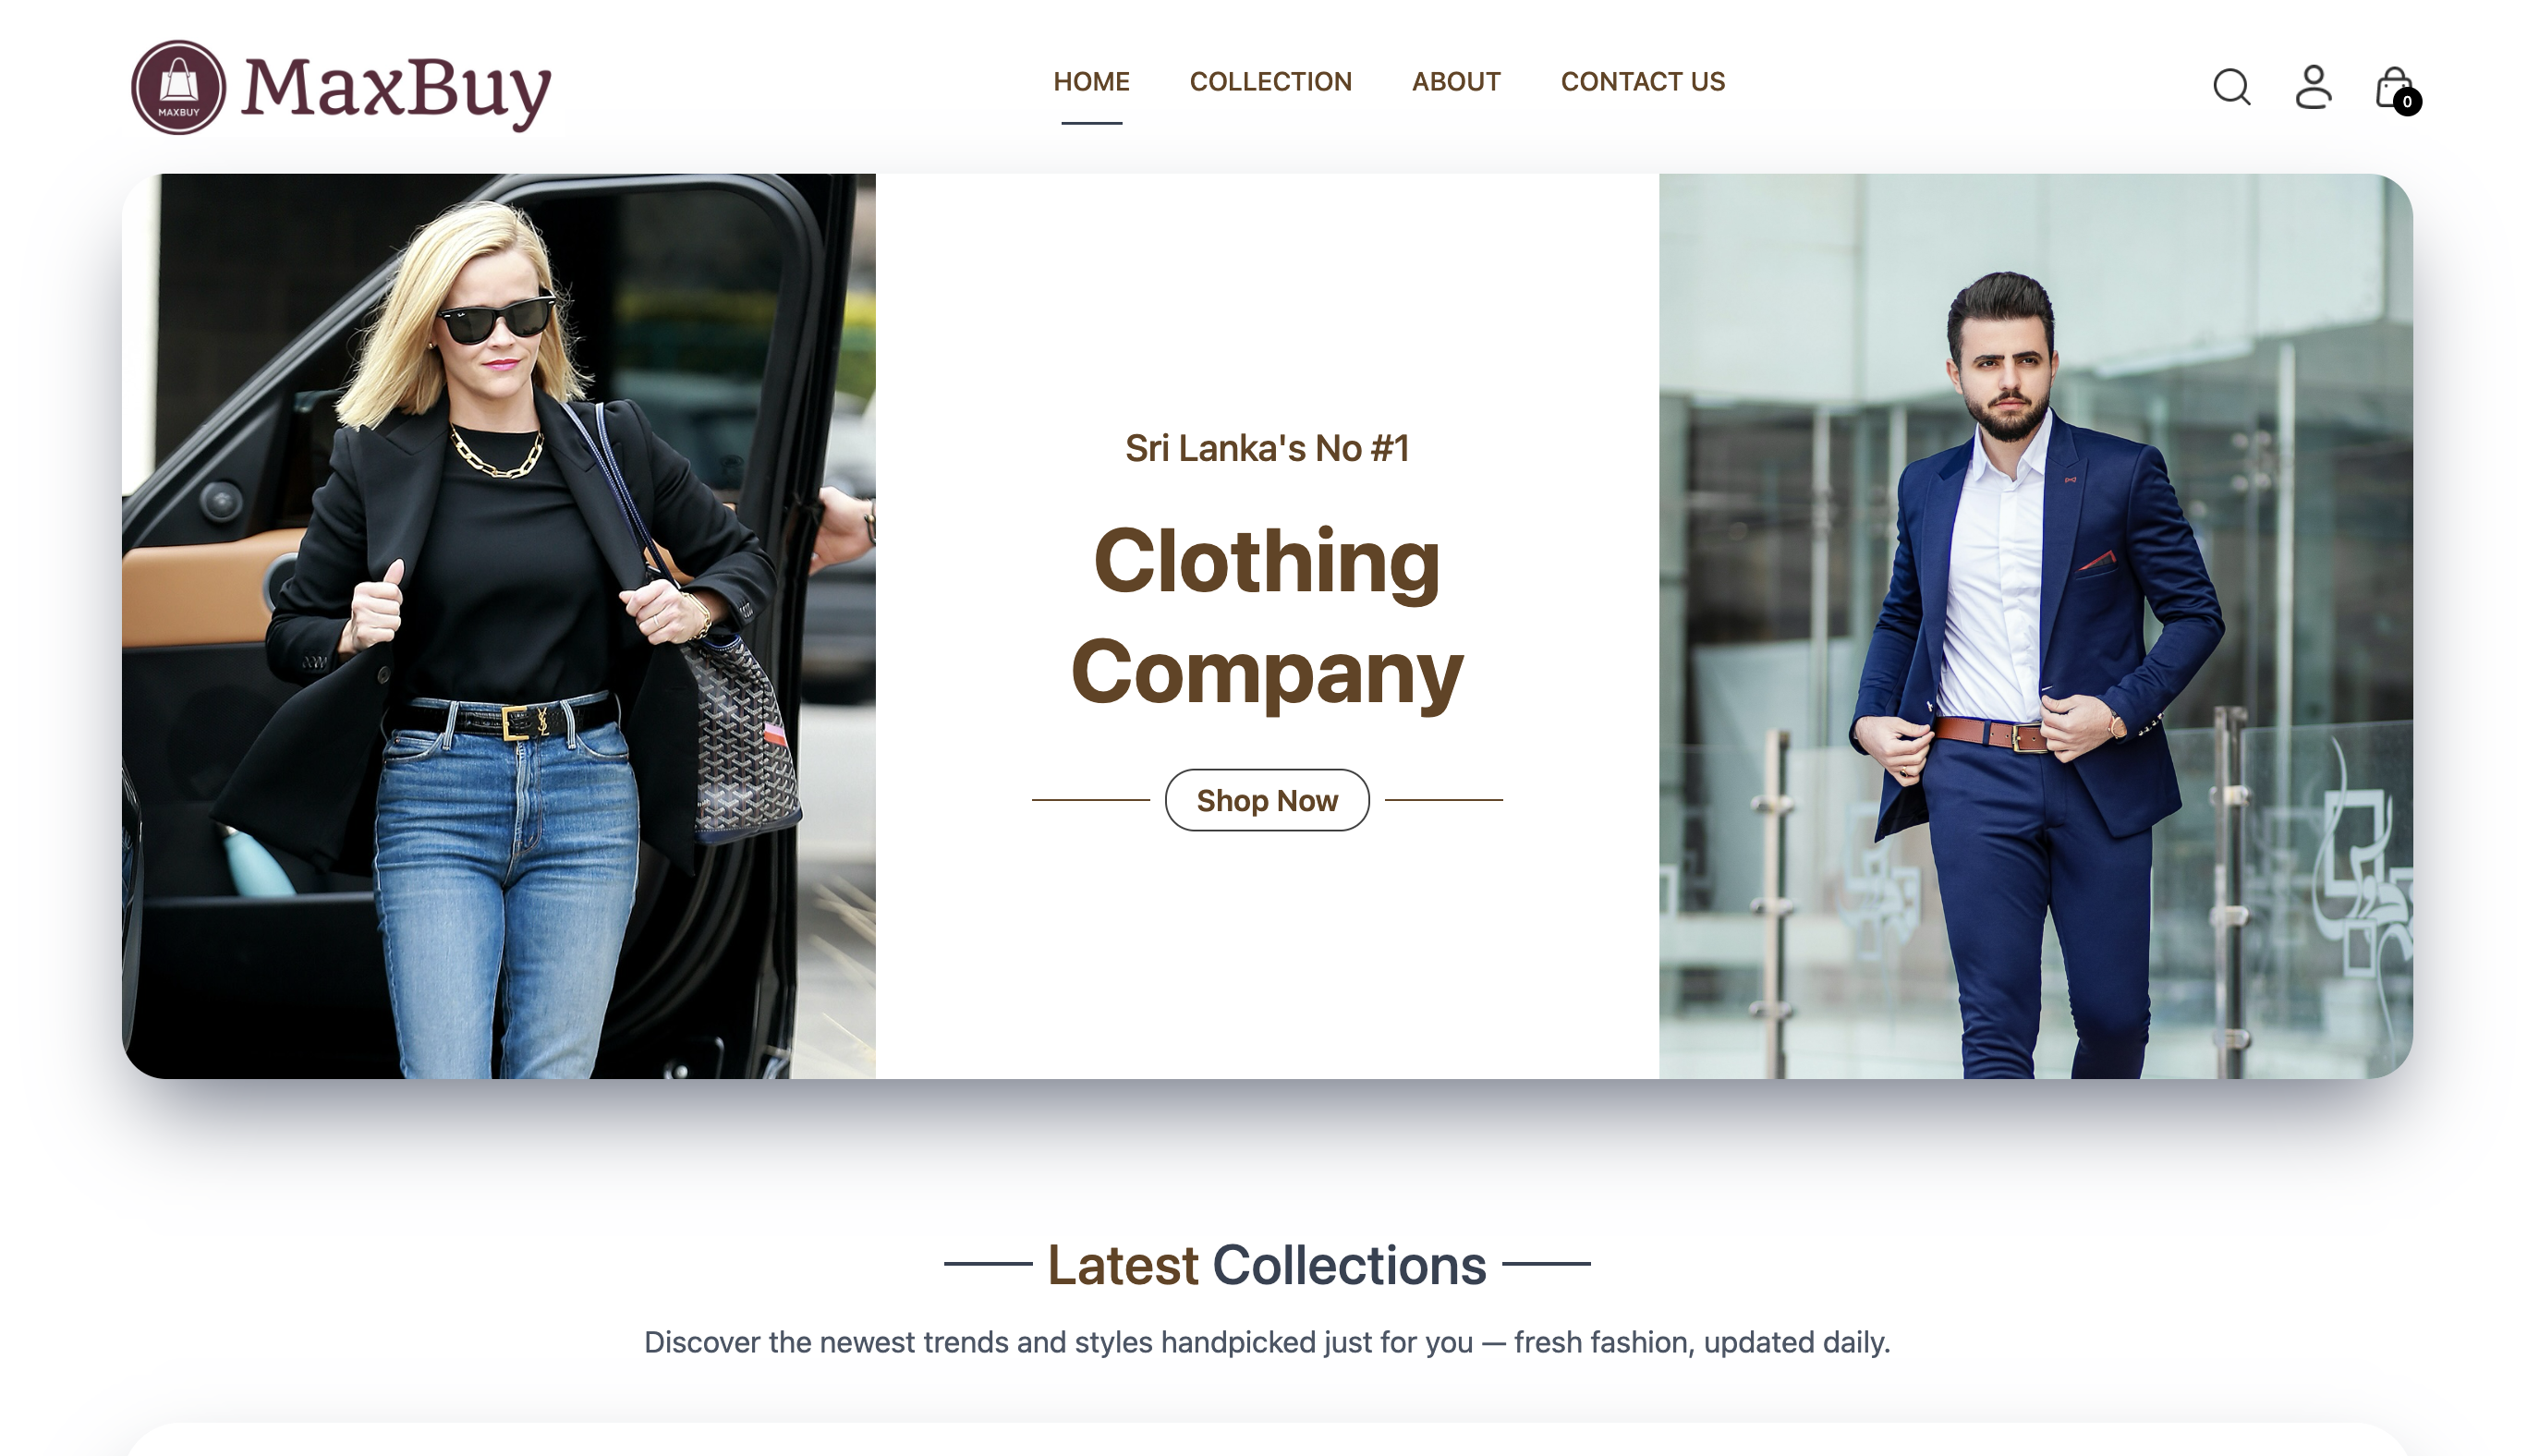 MAXBUY
MaxBuy
HOME
COLLECTION
ABOUT
CONTACT US
0
Sri Lanka's No #1
Clothing
Company
Shop Now
Latest Collections
Discover the newest trends and styles handpicked just for you — fresh fashion, updated daily.